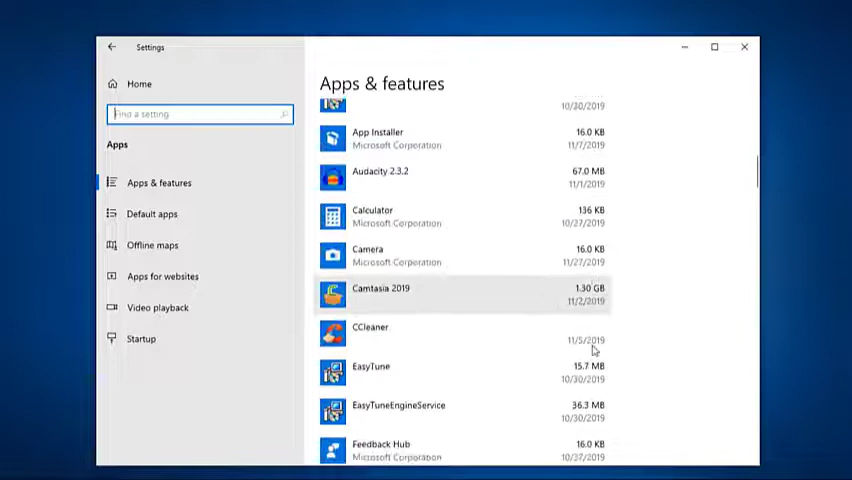 Settings
Home
Find a setting
Apps
Apps & features
Default apps
Offline maps
Apps for websites
Video playback
Startup
Apps & features
10/30/2019
App Installer 16.0 KB
Microsoft Corporation 11/7/2019
Audacity 2.3.2 67.0 MB
11/1/2019
Calculator 136 KB
Microsoft Corporation 10/27/2019
Camera 16.0 KB
Microsoft Corporation 11/27/2019
Camtasia 2019 1.30 GB
11/2/2019
CCleaner
11/5/2019
EasyTune 15.7 MB
10/30/2019
EasyTuneEngineService 36.3 MB
10/30/2019
Feedback Hub 16.0 KB
Microsoft Corporation 10/37/2019